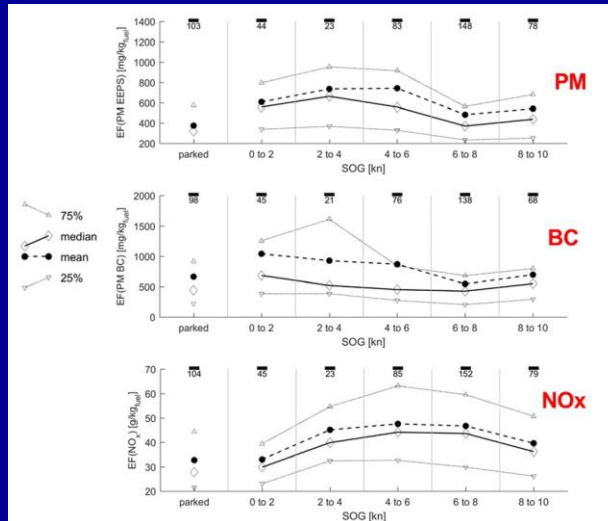 1400
1200
1000
800
600
400
200
EF(PM EEPS) [mg/kg_fuel]
103 44 23 83 148 78
PM
parked 0 to 2 2 to 4 4 to 6 6 to 8 8 to 10
SOG [kn]
75%
median
mean
25%
2000
1500
1000
500
0
EF(PM BC) [mg/kg_fuel]
98 45 21 76 138 68
BC
parked 0 to 2 2 to 4 4 to 6 6 to 8 8 to 10
SOG [kn]
70
60
50
40
30
20
EF(NO_x) [g/kg_fuel]
104 45 23 85 152 79
NOx
parked 0 to 2 2 to 4 4 to 6 6 to 8 8 to 10
SOG [kn]